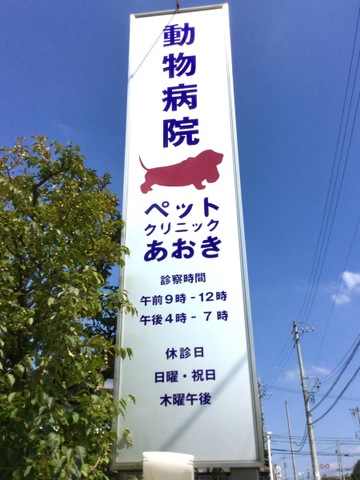 動物病院
ペット
クリニック
あおき
診察時間
午前9時-12時
午後4時-7時
休診日
日曜・祝日
木曜午後